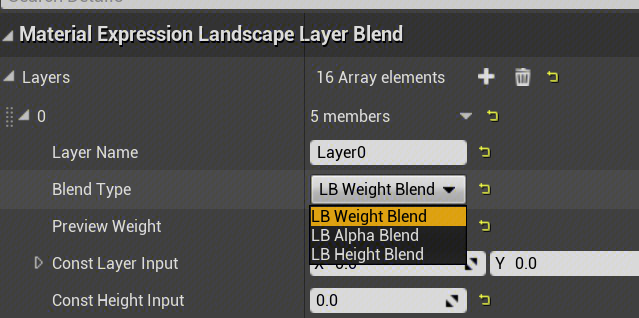 Search Details
Material Expression Landscape Layer Blend
Layers 16 Array elements
0 5 members
Layer Name Layer0
Blend Type LB Weight Blend
LB Weight Blend
Preview Weight LB Alpha Blend
LB Height Blend
Const Layer Input X 0.0 Y 0.0
Const Height Input 0.0